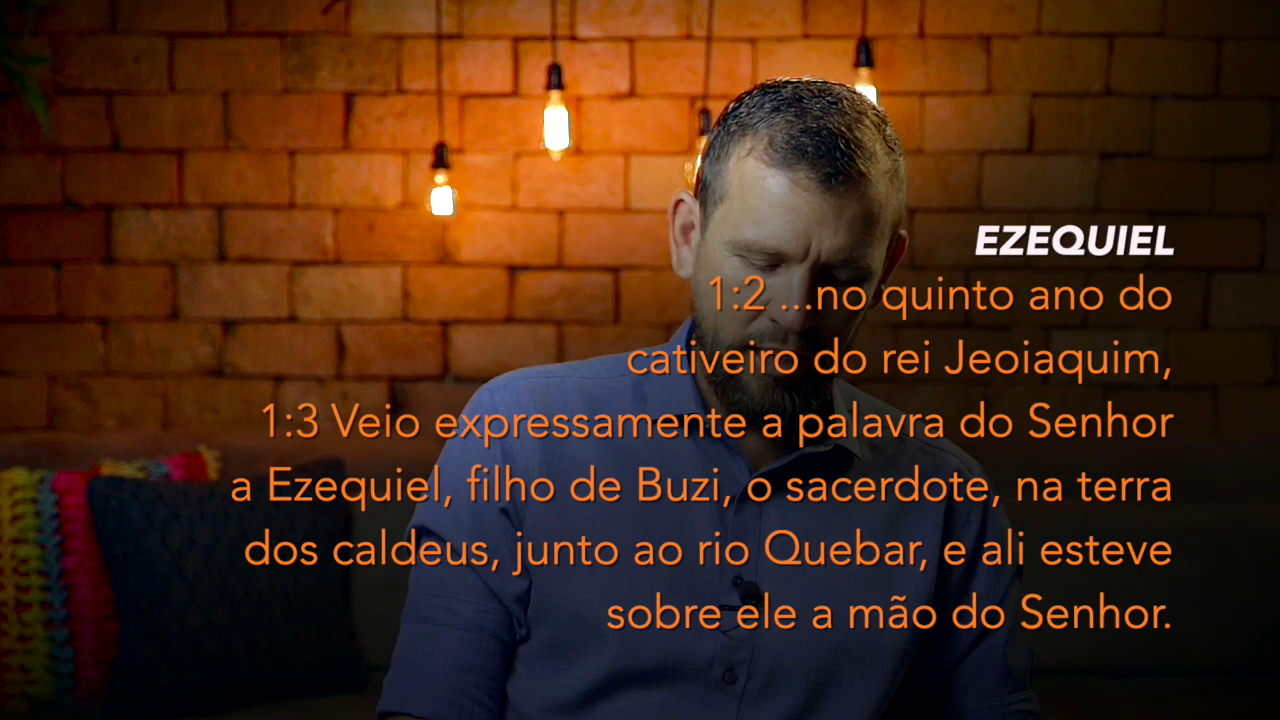 EZEQUIEL
1:2 ...no quinto ano do
cativeiro do rei Jeoiaquim,
1:3 Veio expressamente a palavra do Senhor
a Ezequiel, filho de Buzi, o sacerdote, na terra
dos caldeus, junto ao rio Quebar, e ali esteve
sobre ele a mão do Senhor.